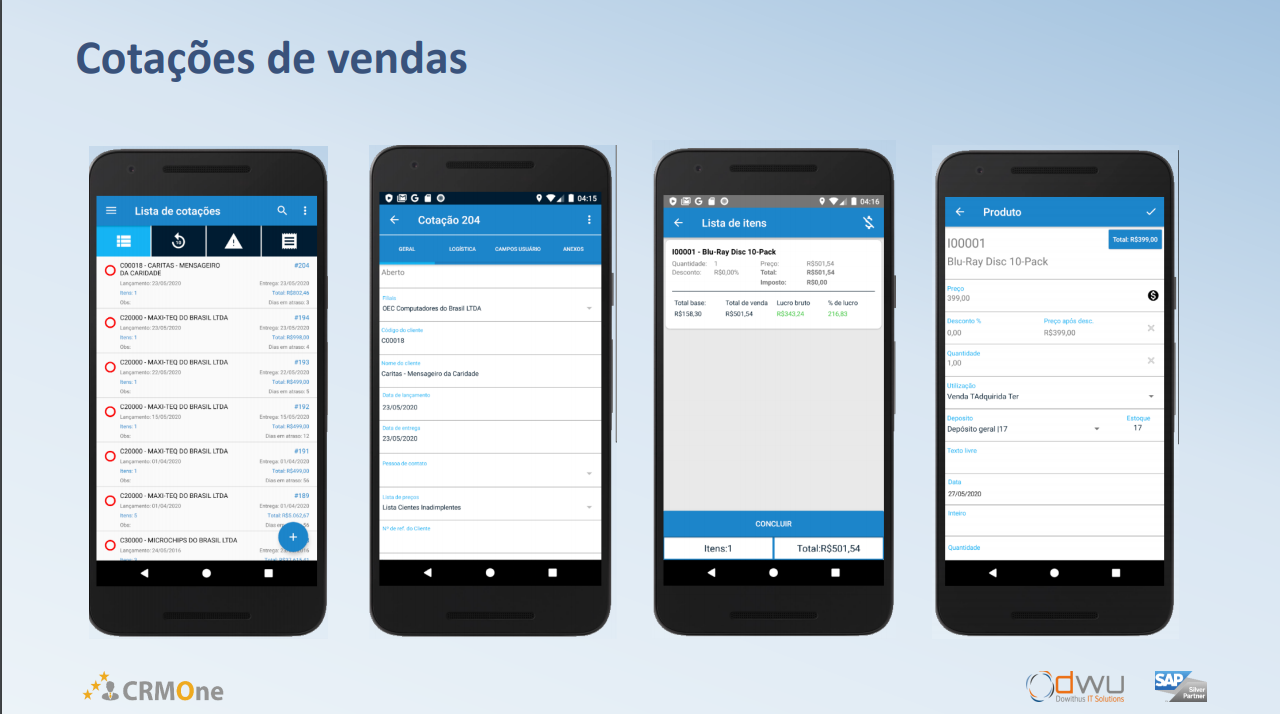 Cotações de vendas
Lista de cotações
10
C00018 - CARITAS - MENSAGEIRO DA CARIDADE #204
Lançamento: 23/05/2020 Entrega: 23/05/2020
Itens: 1 Total: R$802,46
Obs: Dias em atraso: 3
C20000 - MAXI-TEQ DO BRASIL LTDA #194
Lançamento: 23/05/2020 Entrega: 23/05/2020
Itens: 1 Total: R$998,00
Obs: Dias em atraso: 4
C20000 - MAXI-TEQ DO BRASIL LTDA #193
Lançamento: 22/05/2020 Entrega: 22/05/2020
Itens: 1 Total: R$499,00
Obs: Dias em atraso: 5
C20000 - MAXI-TEQ DO BRASIL LTDA #192
Lançamento: 15/05/2020 Entrega: 15/05/2020
Itens: 1 Total: R$499,00
Obs: Dias em atraso: 12
C20000 - MAXI-TEQ DO BRASIL LTDA #191
Lançamento: 01/04/2020 Entrega: 01/04/2020
Itens: 1 Total: R$499,00
Obs: Dias em atraso: 56
C20000 - MAXI-TEQ DO BRASIL LTDA #189
Lançamento: 01/04/2020 Entrega: 01/04/2020
Itens: 5 Total: R$5.062,67
Obs: Dias em 56
C30000 - MICROCHIPS DO BRASIL LTDA
Lançamento: 24/05/2016 Entrega:
04:15
Cotação 204
GERAL LOGÍSTICA CAMPOS USUÁRIO ANEXOS
Aberto
Filiais
OEC Computadores do Brasil LTDA
Código do cliente
C00018
Nome do cliente
Caritas - Mensageiro da Caridade
Data de lançamento
23/05/2020
Data de entrega
23/05/2020
Pessoa de contato
Lista de preços
Lista Cientes Inadimplentes
Nº de ref. do Cliente
04:16
Lista de itens
I00001 - Blu-Ray Disc 10-Pack
Quantidade: 1 Preço: R$501,54
Desconto: R$0,00% Total: R$501,54
Imposto: R$0,00
Total base: Total de venda Lucro bruto % de lucro
R$158,30 R$501,54 R$343,24 216,83
CONCLUIR
Itens:1 Total:R$501,54
Produto
I00001 Total: R$399,00
Blu-Ray Disc 10-Pack
Preço
399,00
Desconto % Preço após desc.
0,00 R$399,00
Quantidade
1,00
Utilização
Venda TAdquirida Ter
Deposito Estoque
Depósito geral |17 17
Texto livre
Data
27/05/2020
Inteiro
Quantidade
CRMOne
dwu
Dowithus IT Solutions
SAP
Silver
Partner